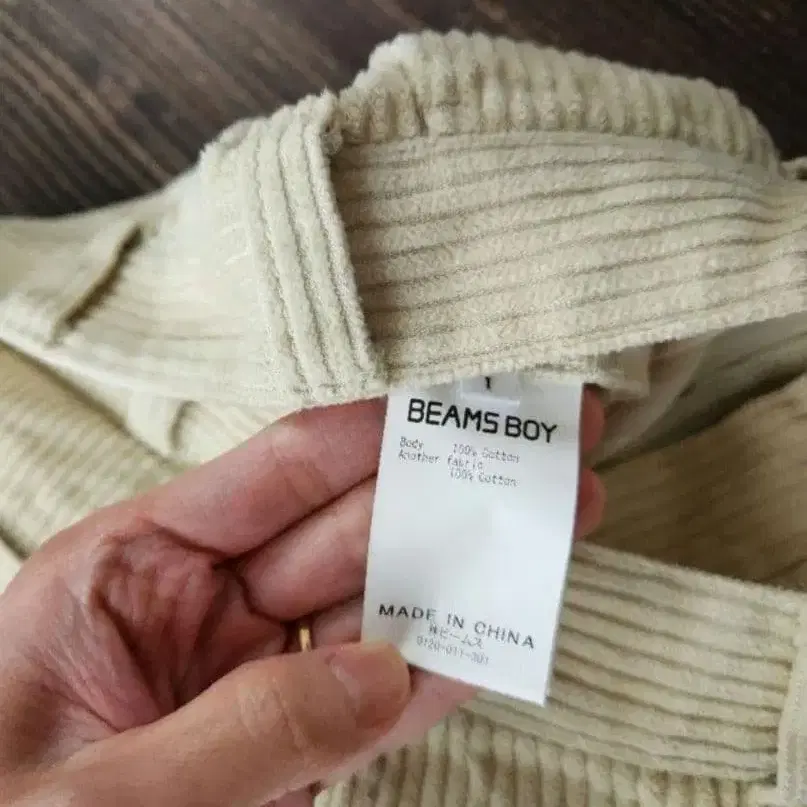 1
BEAMS BOY
Body 100% Cotton
Another fabric
100% Cotton
MADE IN CHINA
㈱ビームス
0120-011-301